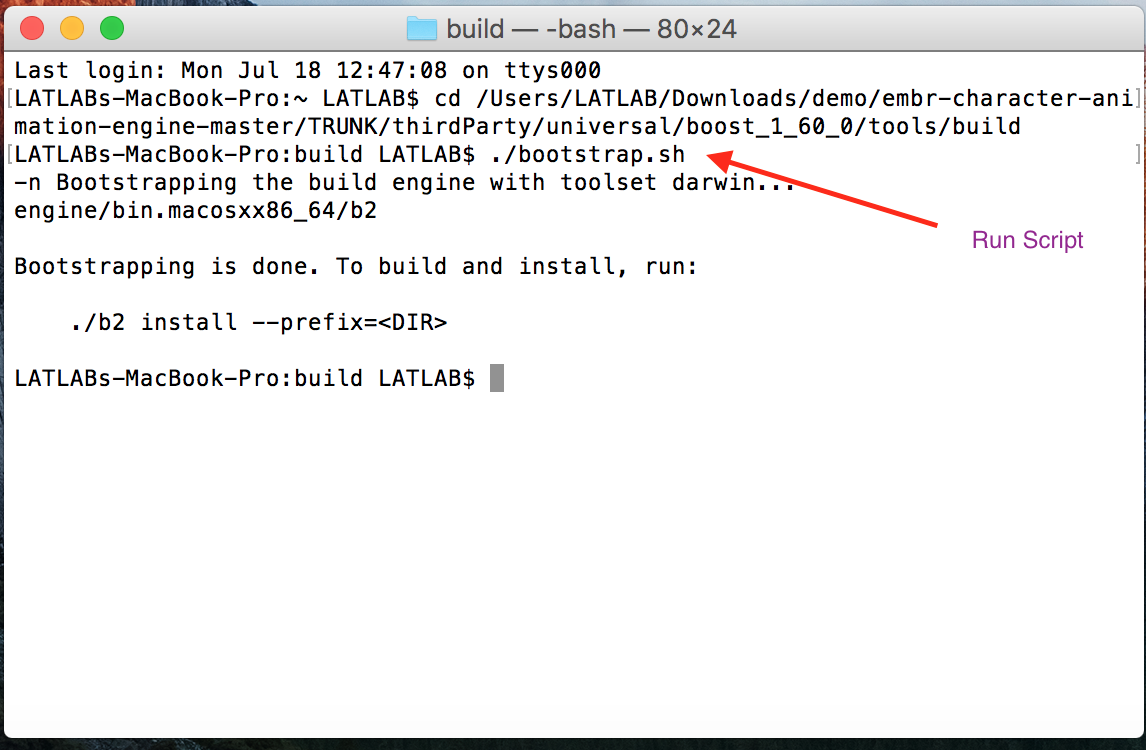 build — -bash — 80×24
Last login: Mon Jul 18 12:47:08 on ttys000
[LATLABs-MacBook-Pro:~ LATLAB$ cd /Users/LATLAB/Downloads/demo/embr-character-ani]
mation-engine-master/TRUNK/thirdParty/universal/boost_1_60_0/tools/build
[LATLABs-MacBook-Pro:build LATLAB$ ./bootstrap.sh ]
-n Bootstrapping the build engine with toolset darwin...
engine/bin.macosxx86_64/b2
Run Script
Bootstrapping is done. To build and install, run:
./b2 install --prefix=<DIR>
LATLABs-MacBook-Pro:build LATLAB$